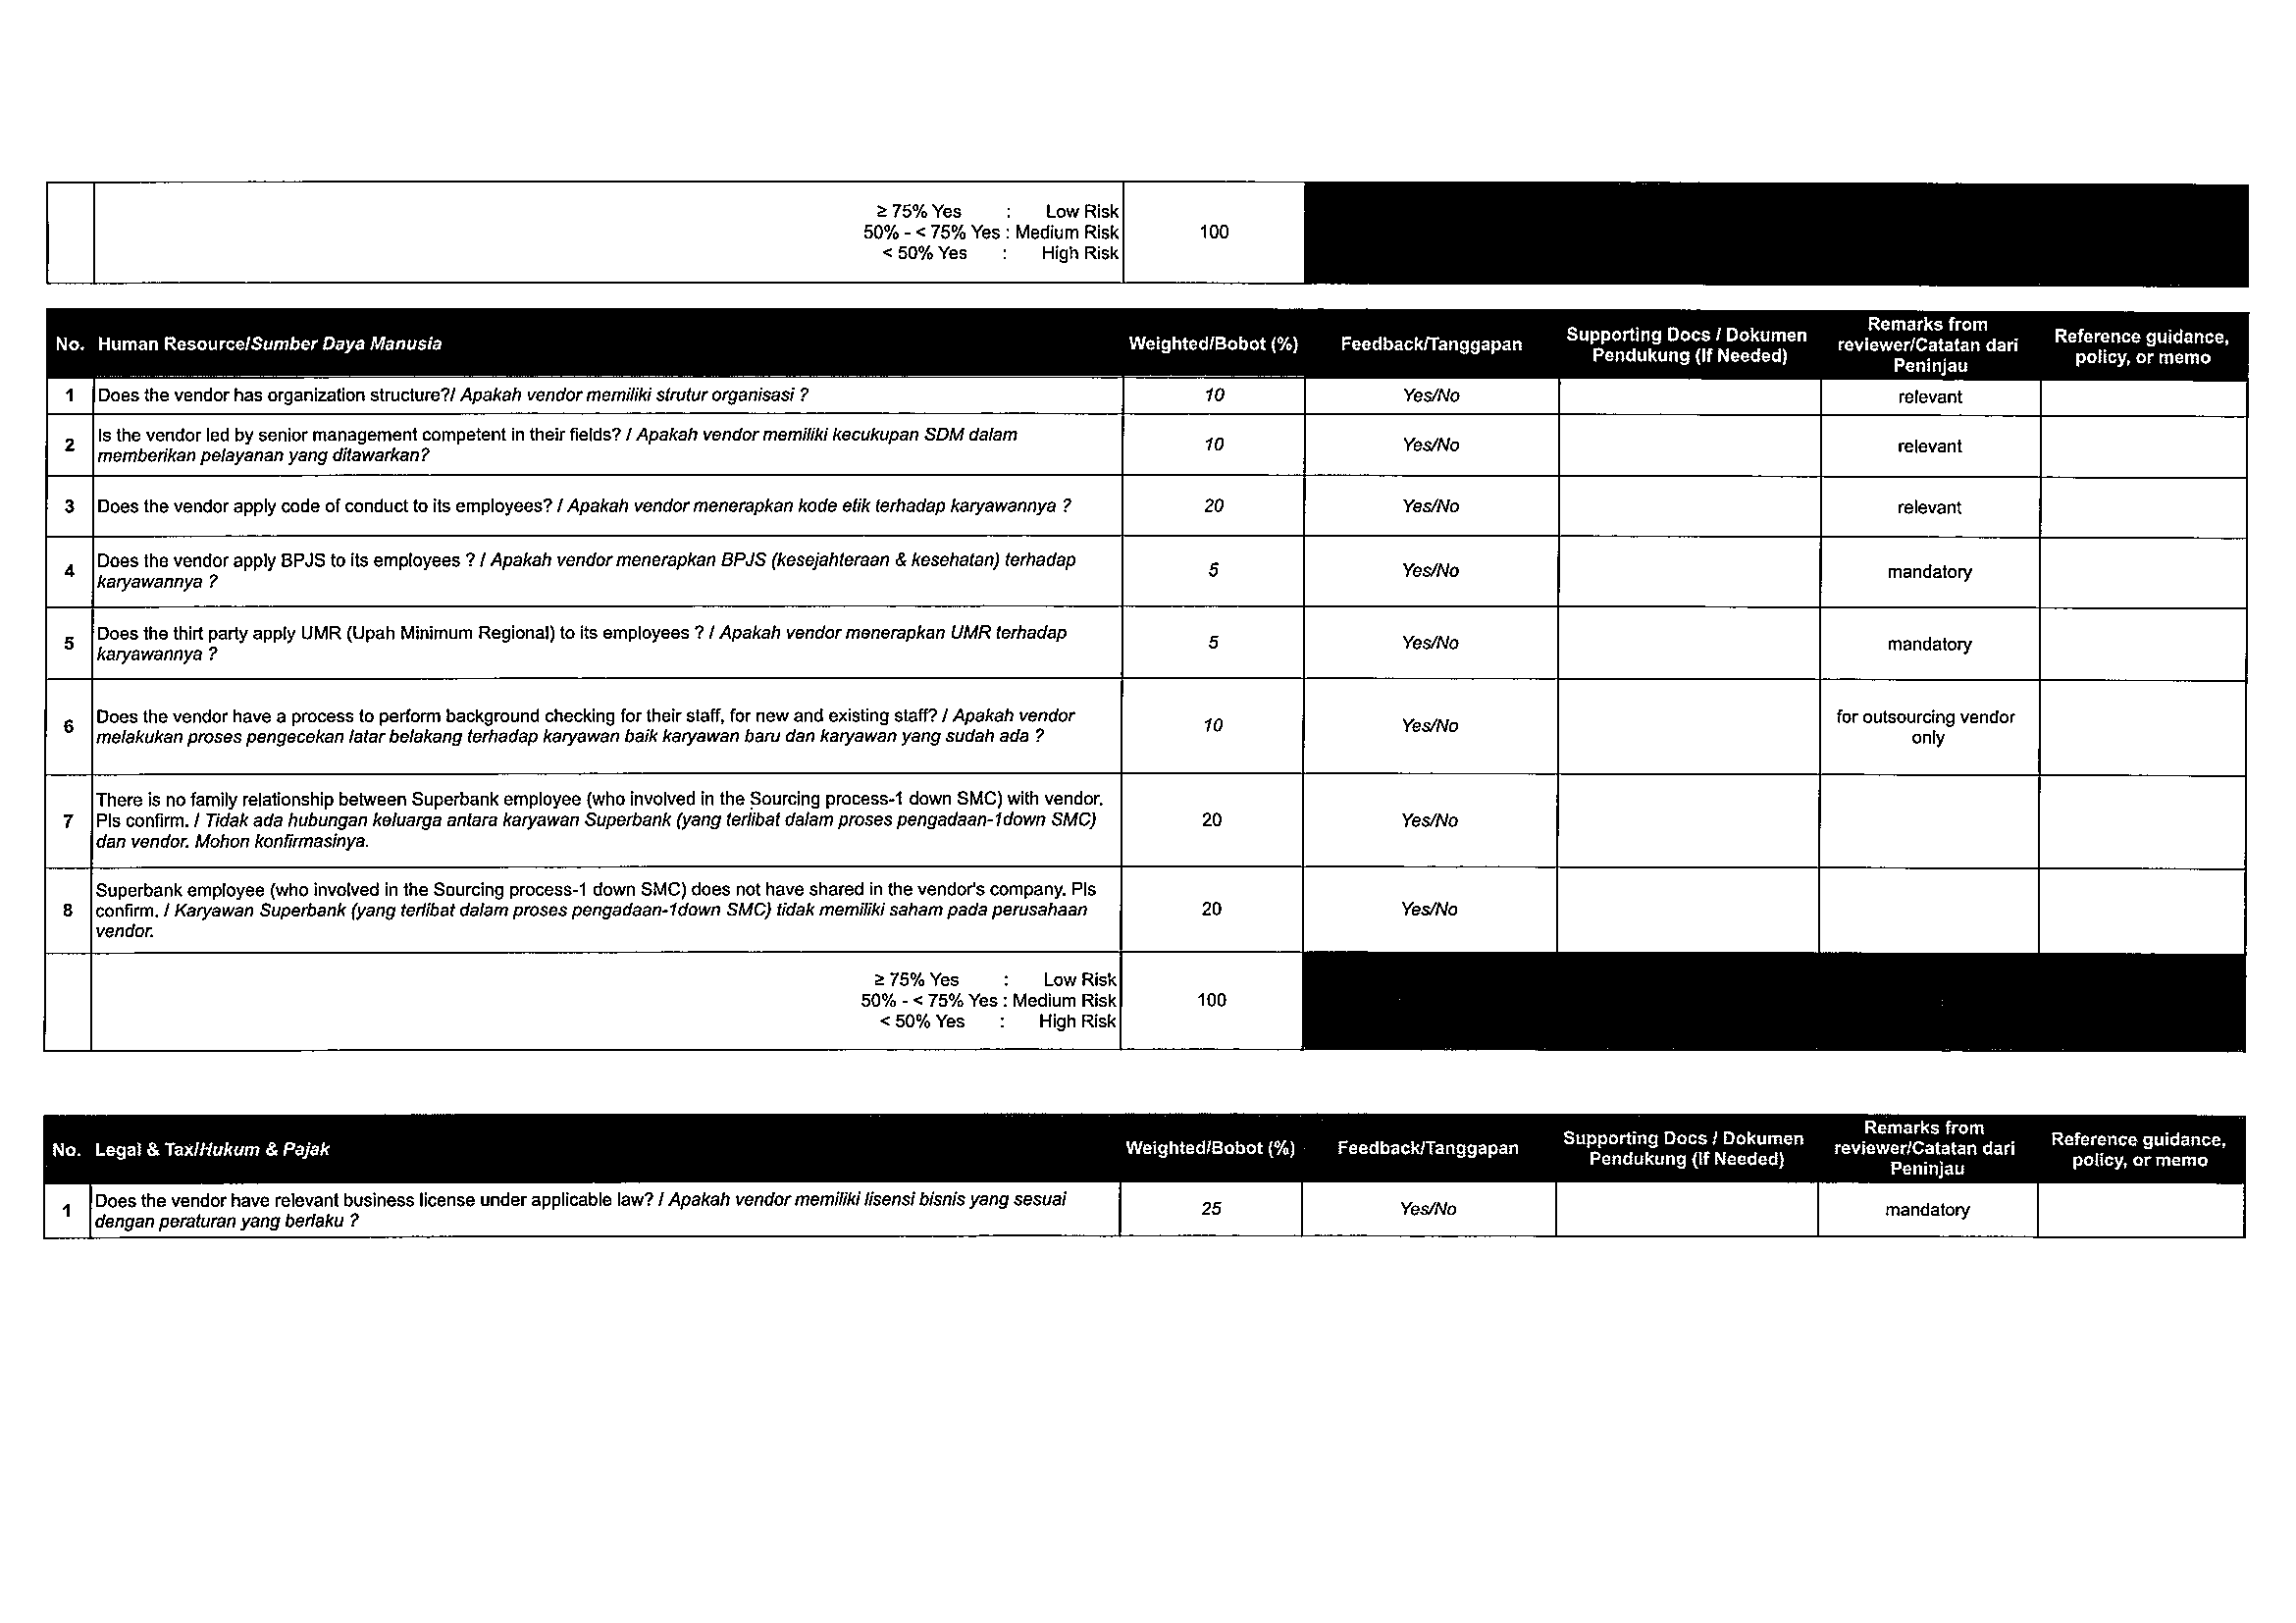 ≥ 75% Yes : Low Risk
50% - < 75% Yes : Medium Risk
< 50% Yes : High Risk
100
No. Human Resource/Sumber Daya Manusia Weighted/Bobot (%) Feedback/Tanggapan Supporting Docs / Dokumen Pendukung (If Needed) Remarks from reviewer/Catatan dari Peninjau Reference guidance, policy, or memo
1 Does the vendor has organization structure?/ Apakah vendor memiliki strutur organisasi ? 10 Yes/No relevant
2 Is the vendor led by senior management competent in their fields? / Apakah vendor memiliki kecukupan SDM dalam
memberikan pelayanan yang ditawarkan? 10 Yes/No relevant
3 Does the vendor apply code of conduct to its employees? / Apakah vendor menerapkan kode etik terhadap karyawannya ? 20 Yes/No relevant
4 Does the vendor apply BPJS to its employees ? / Apakah vendor menerapkan BPJS (kesejahteraan & kesehatan) terhadap
karyawannya ? 5 Yes/No mandatory
5 Does the thirt party apply UMR (Upah Minimum Regional) to its employees ? / Apakah vendor menerapkan UMR terhadap
karyawannya ? 5 Yes/No mandatory
6 Does the vendor have a process to perform background checking for their staff, for new and existing staff? / Apakah vendor
melakukan proses pengecekan latar belakang terhadap karyawan baik karyawan baru dan karyawan yang sudah ada ? 10 Yes/No for outsourcing vendor only
7 There is no family relationship between Superbank employee (who involved in the Sourcing process-1 down SMC) with vendor.
Pls confirm. / Tidak ada hubungan keluarga antara karyawan Superbank (yang terlibat dalam proses pengadaan-1down SMC)
dan vendor. Mohon konfirmasinya. 20 Yes/No
8 Superbank employee (who involved in the Sourcing process-1 down SMC) does not have shared in the vendor's company. Pls
confirm. / Karyawan Superbank (yang terlibat dalam proses pengadaan-1down SMC) tidak memiliki saham pada perusahaan
vendor. 20 Yes/No
≥ 75% Yes : Low Risk
50% - < 75% Yes : Medium Risk
< 50% Yes : High Risk
100
No. Legal & Tax/Hukum & Pajak Weighted/Bobot (%) Feedback/Tanggapan Supporting Docs / Dokumen Pendukung (If Needed) Remarks from reviewer/Catatan dari Peninjau Reference guidance, policy, or memo
1 Does the vendor have relevant business license under applicable law? / Apakah vendor memiliki lisensi bisnis yang sesuai
dengan peraturan yang berlaku ? 25 Yes/No mandatory